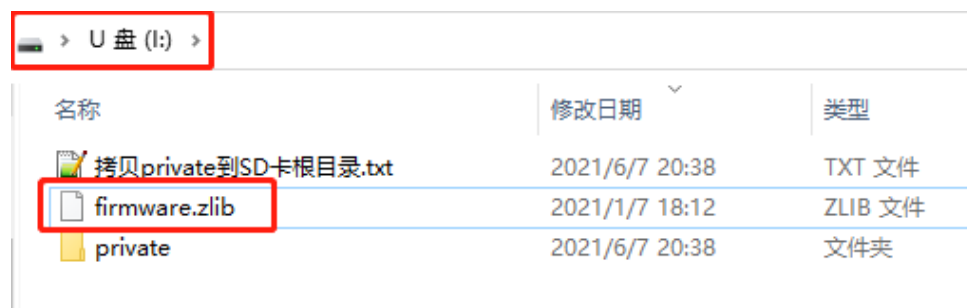 U 盘 (I:)
名称 修改日期 类型
拷贝private到SD卡根目录.txt 2021/6/7 20:38 TXT 文件
firmware.zlib 2021/1/7 18:12 ZLIB 文件
private 2021/6/7 20:38 文件夹